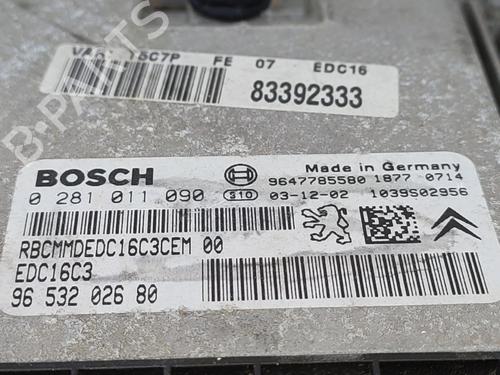 15C7P FE 07 EDC16
83392333
B-PARTS
BOSCH
Made in Germany
9647785580 1877 0714
0 281 011 090 S10 03-12-02 1039S02956
RBCMMDEDC16C3CEM 00
EDC16C3
96 532 026 80